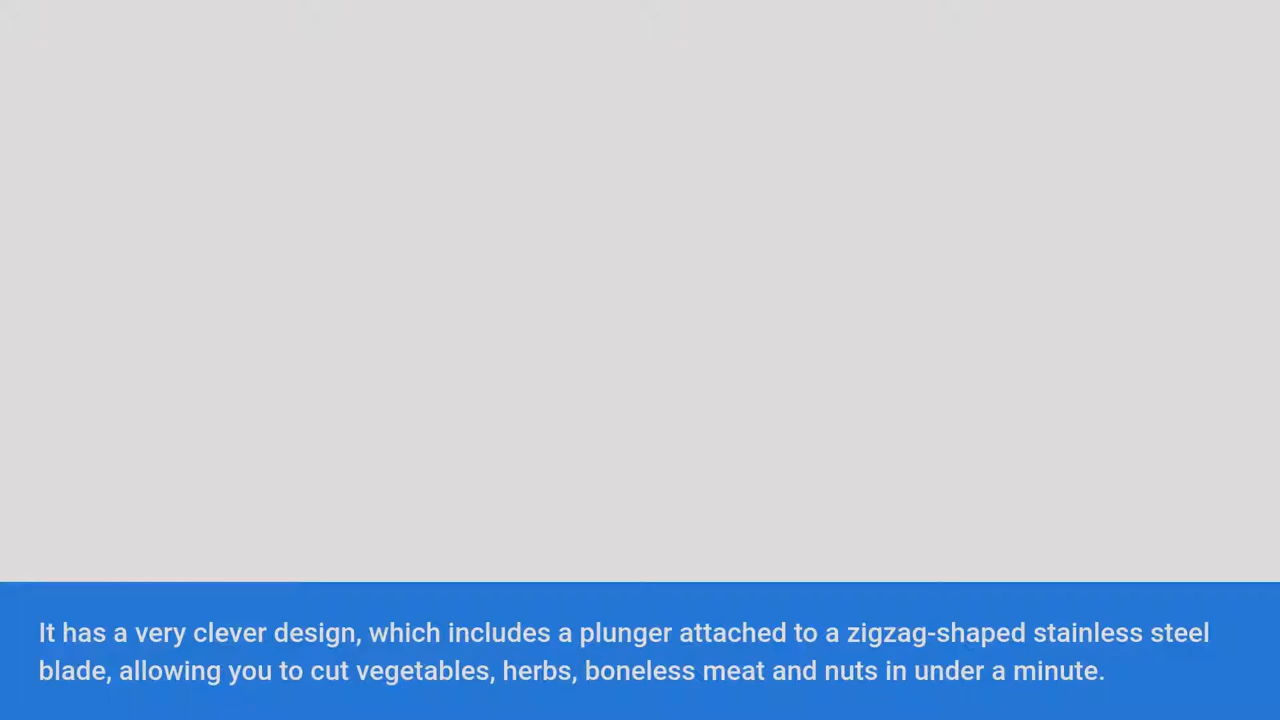 It has a very clever design, which includes a plunger attached to a zigzag-shaped stainless steel
blade, allowing you to cut vegetables, herbs, boneless meat and nuts in under a minute.